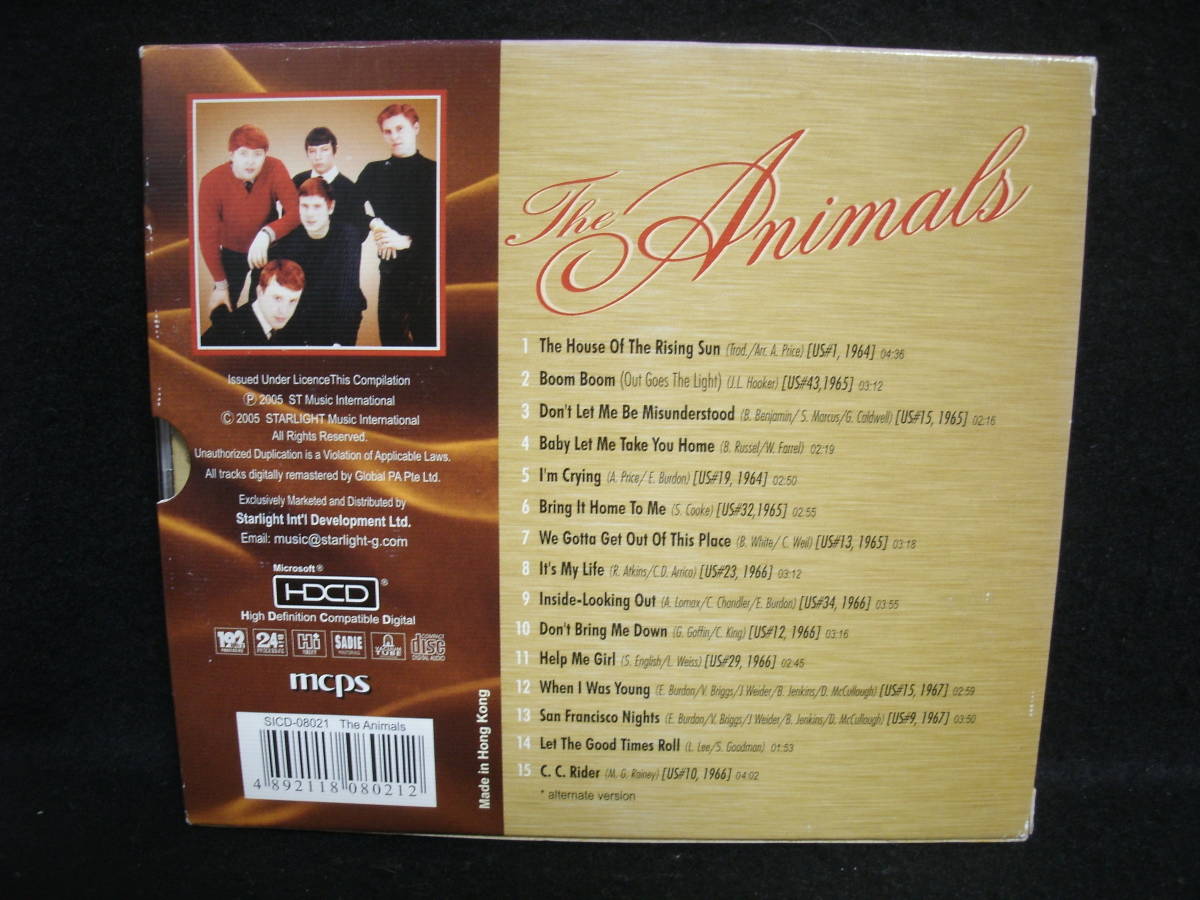 The Animals
1 The House Of The Rising Sun (Trad./Arr. A. Price) [US#1, 1964] 04:36
2 Boom Boom (Out Goes The Light) (J.L. Hooker) [US#43,1965] 03:12
3 Don't Let Me Be Misunderstood (B. Benjamin/ S. Marcus/G. Caldwell) [US#15, 1965] 02:16
4 Baby Let Me Take You Home (B. Russel/W. Farrel) 02:19
5 I'm Crying (A. Price/ E. Burdon) [US#19, 1964] 02:50
6 Bring It Home To Me (S. Cooke) [US#32,1965] 02:55
7 We Gotta Get Out Of This Place (B. White/ C. Weil) [US#13, 1965] 03:18
8 It's My Life (R. Atkins/C.D. Arrico) [US#23, 1966] 03:12
9 Inside-Looking Out (A. Lomax/C. Chandler/E. Burdon) [US#34, 1966] 03:55
10 Don't Bring Me Down (G. Goffin/C. King) [US#12, 1966] 03:16
11 Help Me Girl (S. English/L. Weiss) [US#29, 1966] 02:45
12 When I Was Young (E. Burdon/V. Briggs/J Weider/B. Jenkins/D. McCullough) [US#15, 1967] 02:59
13 San Francisco Nights (E. Burdon/V. Briggs/J Weider/B. Jenkins/D. McCullough) [US#9, 1967] 03:50
14 Let The Good Times Roll (L. Lee/S. Goodman) 01:53
15 C. C. Rider (M. G. Rainey) [US#10, 1966] 04:02
* alternate version
Issued Under LicenceThis Compilation
Ⓟ 2005 ST Music International
© 2005 STARLIGHT Music International
All Rights Reserved.
Unauthorized Duplication is a Violation of Applicable Laws.
All tracks digitally remastered by Global PA Pte Ltd.
Exclusively Marketed and Distributed by
Starlight Int'l Development Ltd.
Email: music@starlight-g.com
Microsoft®
HDCD®
High Definition Compatible Digital
192 24 Hi SADiE TUBE COMPACT disc DIGITAL AUDIO
mcps
SICD-08021 The Animals
4 892118 080212
Made in Hong Kong